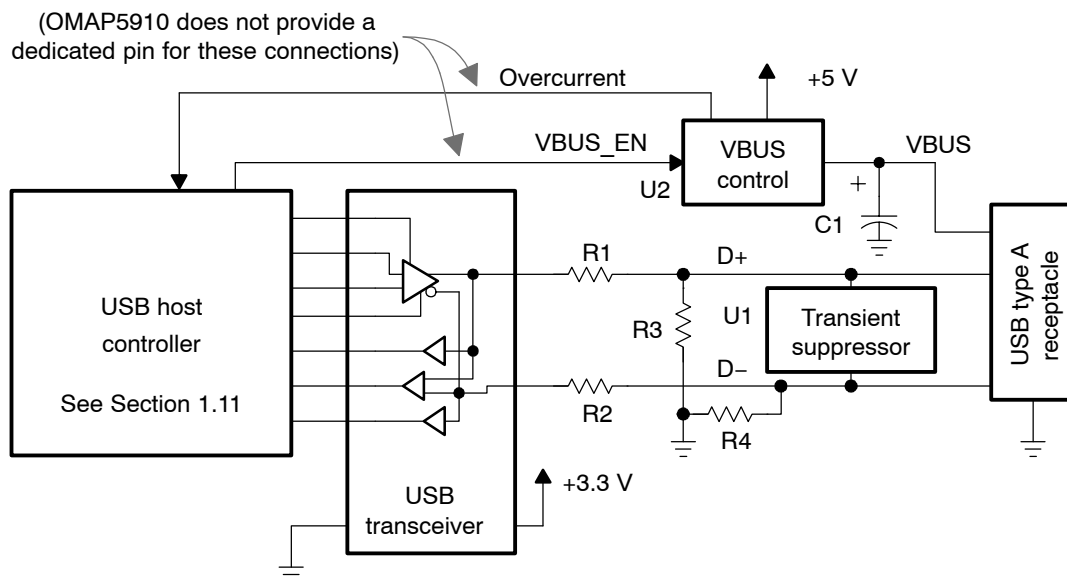 (OMAP5910 does not provide a
dedicated pin for these connections)
Overcurrent
+5 V
VBUS_EN
VBUS
control
U2
VBUS
+
C1
USB host
controller
See Section 1.11
R1
D+
R3
U1
Transient
suppressor
D−
R2
R4
USB type A
receptacle
USB
transceiver
+3.3 V